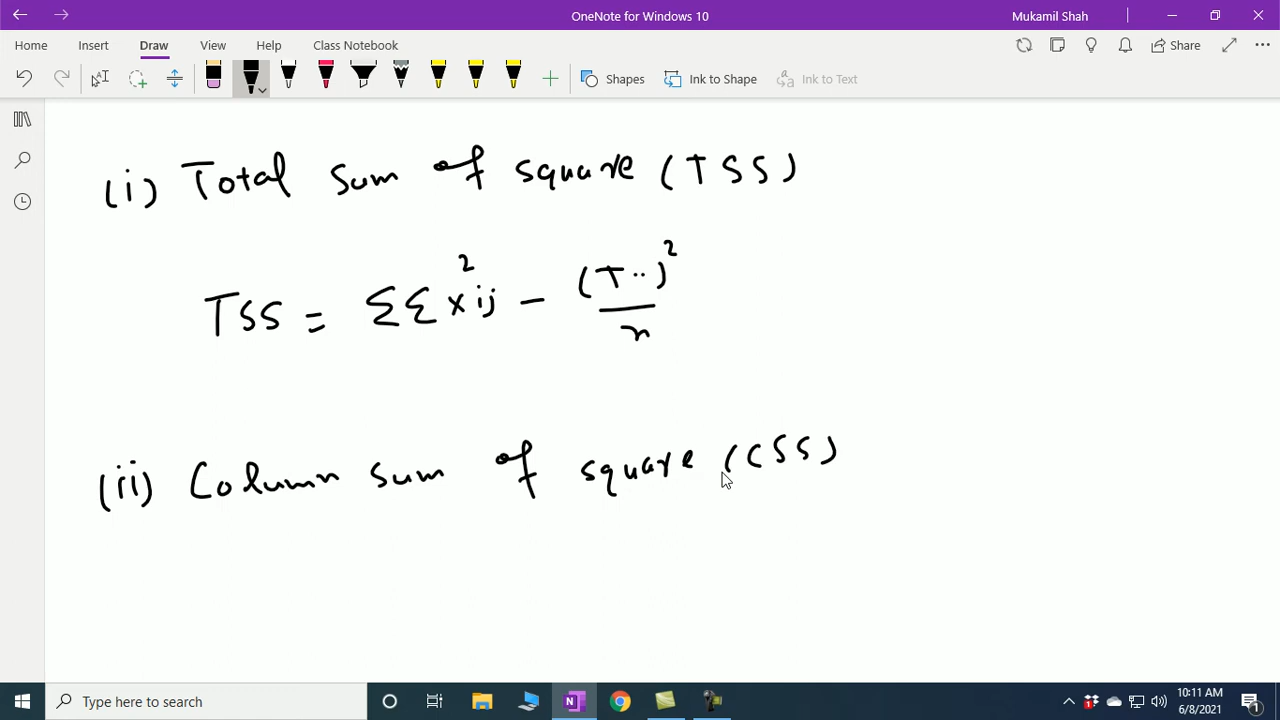 OneNote for Windows 10
Mukamil Shah
Home Insert Draw View Help Class Notebook
Share
Shapes Ink to Shape Ink to Text
(i) Total sum of square (TSS)
TSS = ΣΣx²ij - (T..)²/n
(ii) Column sum of square (CSS)
Type here to search
10:11 AM
6/8/2021